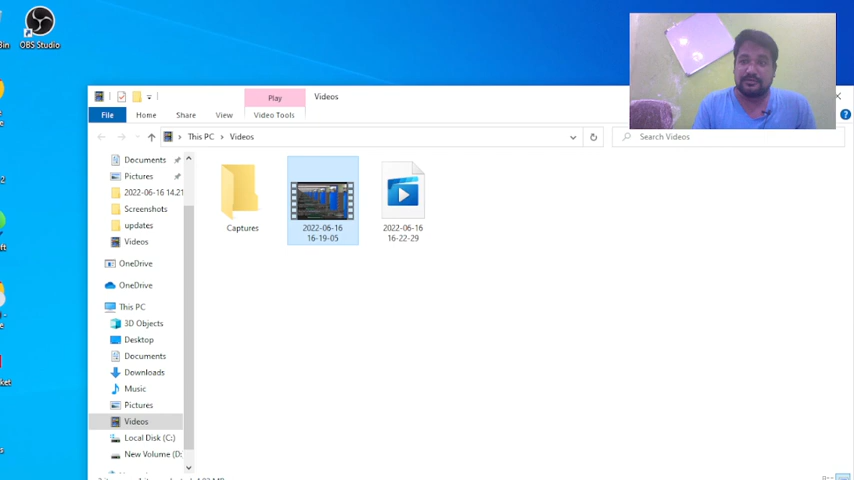 OBS Studio
Play
Videos
File
Home
Share
View
Video Tools
This PC
Videos
Search Videos
Documents
Pictures
2022-06-16 14.21
Screenshots
updates
Videos
OneDrive
OneDrive
This PC
3D Objects
Desktop
Documents
Downloads
Music
Pictures
Videos
Local Disk (C:)
New Volume (D:
Captures
2022-06-16
16-19-05
2022-06-16
16-22-29